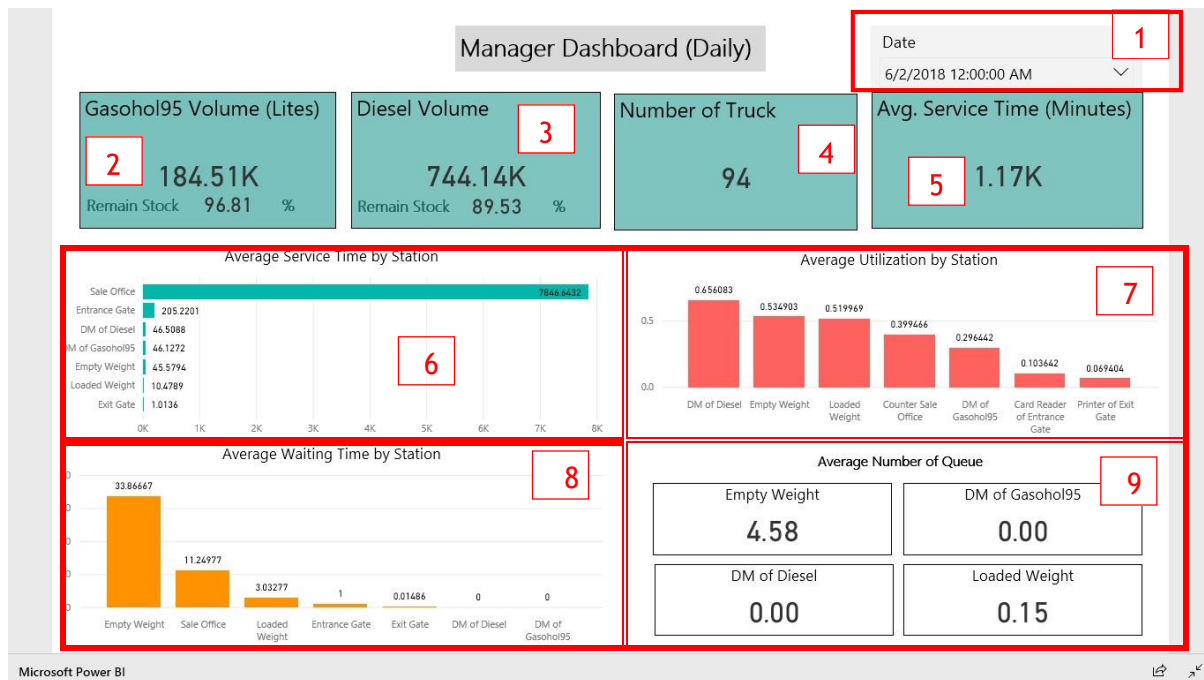 Manager Dashboard (Daily)
Date
1
6/2/2018 12:00:00 AM
Gasohol95 Volume (Lites)
2
184.51K
Remain Stock 96.81 %
Diesel Volume
3
744.14K
Remain Stock 89.53 %
Number of Truck
4
94
Avg. Service Time (Minutes)
5
1.17K
Average Service Time by Station
Sale Office 7846.6432
Entrance Gate 205.2201
DM of Diesel 46.5088
M of Gasohol95 46.1272
Empty Weight 45.5794
Loaded Weight 10.4789
Exit Gate 1.0136
0K 1K 2K 3K 4K 5K 6K 7K 8K
6
Average Utilization by Station
7
0.656083 0.534903 0.519969 0.399466 0.296442 0.103642 0.069404
0.5
0.0
DM of Diesel
Empty Weight
Loaded
Weight
Counter Sale
Office
DM of
Gasohol95
Card Reader
of Entrance
Gate
Printer of Exit
Gate
Average Waiting Time by Station
8
33.86667 11.24977 3.03277 1 0.01486 0 0
0
0
0
0
Empty Weight
Sale Office
Loaded
Weight
Entrance Gate
Exit Gate
DM of Diesel
DM of
Gasohol95
Average Number of Queue
9
Empty Weight
4.58
DM of Gasohol95
0.00
DM of Diesel
0.00
Loaded Weight
0.15
Microsoft Power BI